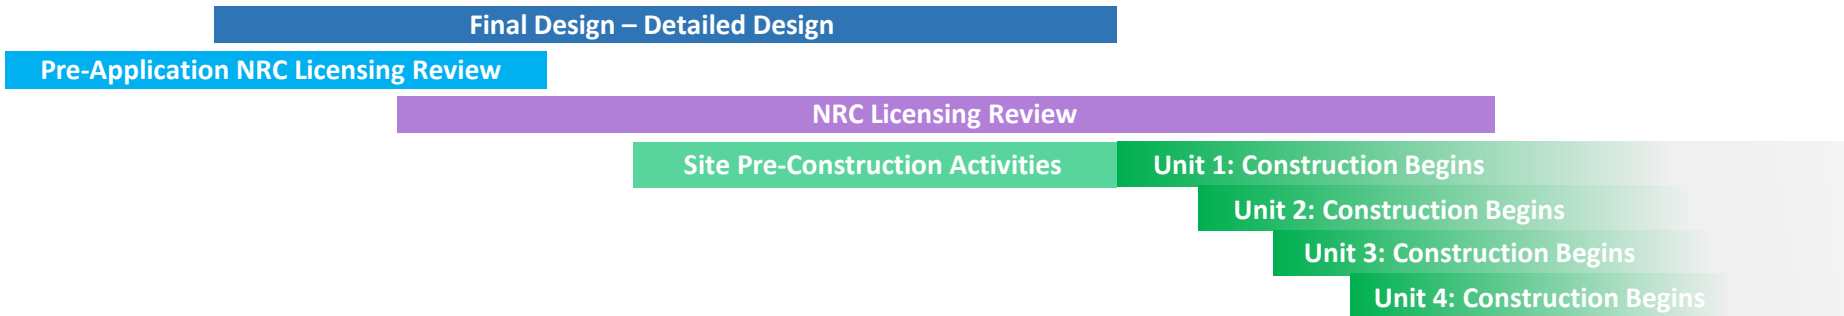 Final Design – Detailed Design
Pre-Application NRC Licensing Review
NRC Licensing Review
Site Pre-Construction Activities
Unit 1: Construction Begins
Unit 2: Construction Begins
Unit 3: Construction Begins
Unit 4: Construction Begins